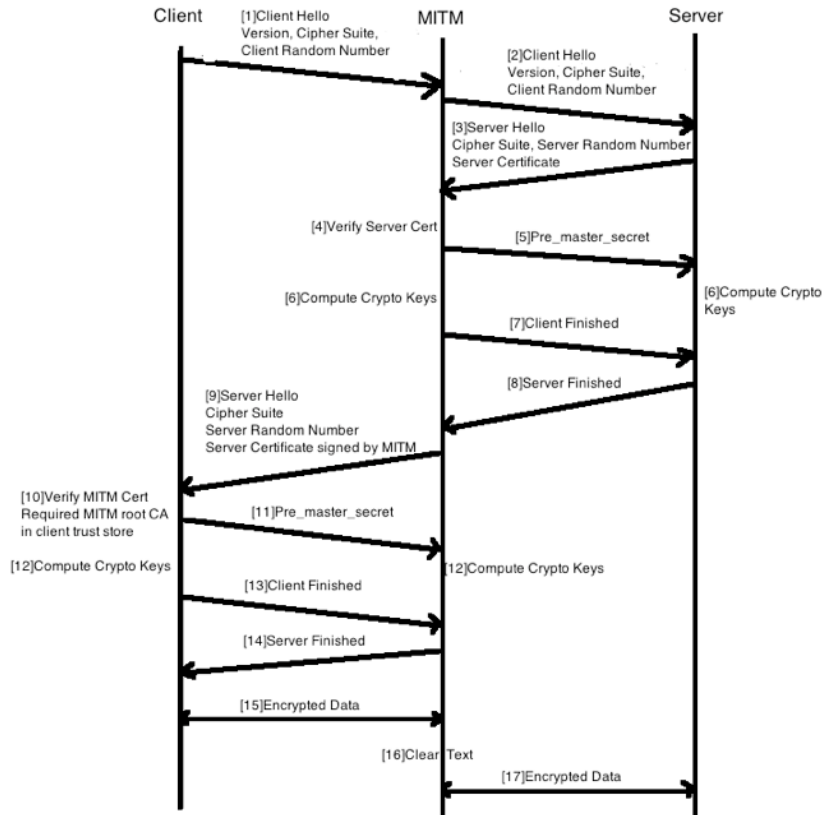 Client
MITM
Server
[1]Client Hello
Version, Cipher Suite,
Client Random Number
[2]Client Hello
Version, Cipher Suite,
Client Random Number
[3]Server Hello
Cipher Suite, Server Random Number
Server Certificate
[4]Verify Server Cert
[5]Pre_master_secret
[6]Compute Crypto Keys
[6]Compute Crypto
Keys
[7]Client Finished
[8]Server Finished
[9]Server Hello
Cipher Suite
Server Random Number
Server Certificate signed by MITM
[10]Verify MITM Cert
Required MITM root CA
in client trust store
[11]Pre_master_secret
[12]Compute Crypto Keys
[12]Compute Crypto Keys
[13]Client Finished
[14]Server Finished
[15]Encrypted Data
[16]Clear Text
[17]Encrypted Data